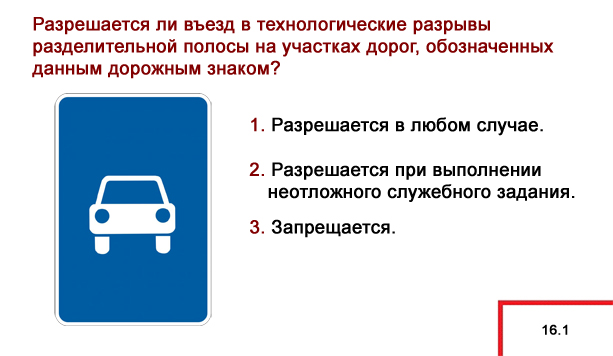 Разрешается ли въезд в технологические разрывы
разделительной полосы на участках дорог, обозначенных
данным дорожным знаком?
1. Разрешается в любом случае.
2. Разрешается при выполнении
неотложного служебного задания.
3. Запрещается.
16.1